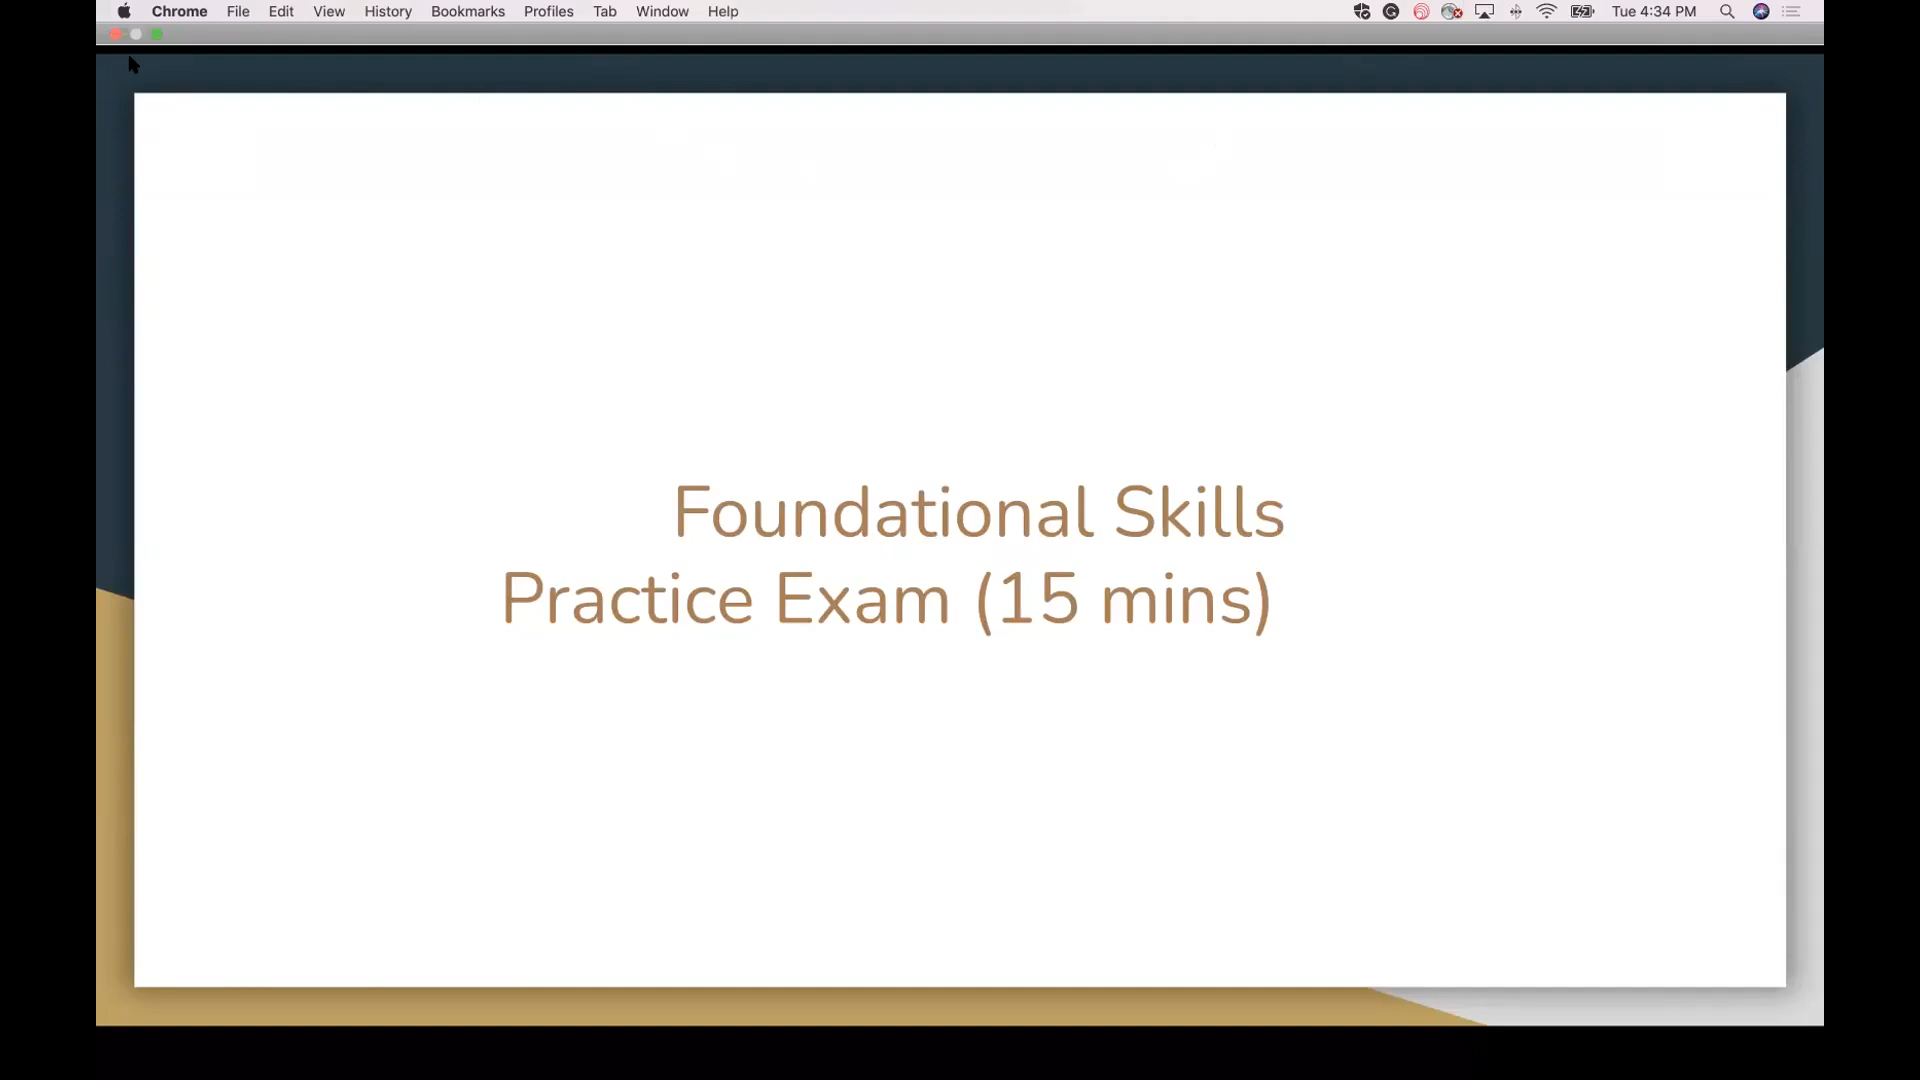 Chrome File Edit View History Bookmarks Profiles Tab Window Help Tue 4:34 PM
Foundational Skills
Practice Exam (15 mins)